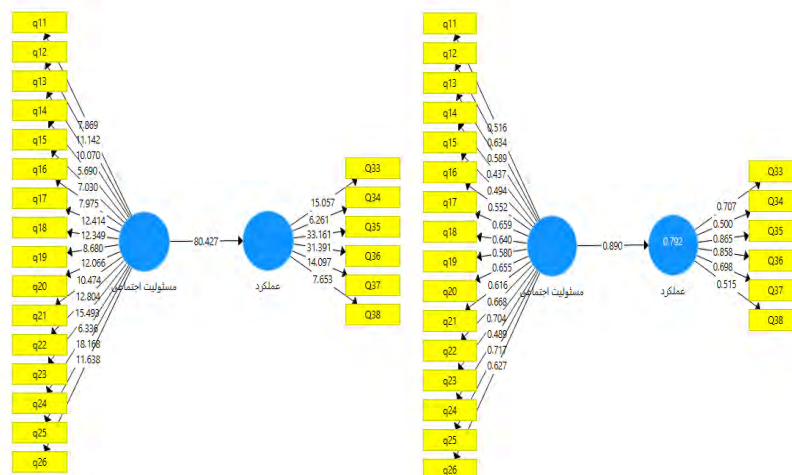 q11
q12
q13
q14
q15
q16
q17
q18
q19
q20
q21
q22
q23
q24
q25
q26
7.869
11.142
10.070
5.690
7.030
7.975
12.414
12.349
8.680
12.066
10.474
12.804
15.493
6.336
18.168
11.638
مسئولیت اجتماعی
80.427
عملکرد
15.057
6.261
33.161
31.391
14.097
7.653
Q33
Q34
Q35
Q36
Q37
Q38
q11
q12
q13
q14
q15
q16
q17
q18
q19
q20
q21
q22
q23
q24
q25
q26
0.516
0.634
0.589
0.437
0.494
0.552
0.659
0.640
0.580
0.655
0.616
0.668
0.704
0.489
0.717
0.627
مسئولیت اجتماعی
0.890
0.792
عملکرد
0.707
0.500
0.865
0.858
0.698
0.515
Q33
Q34
Q35
Q36
Q37
Q38